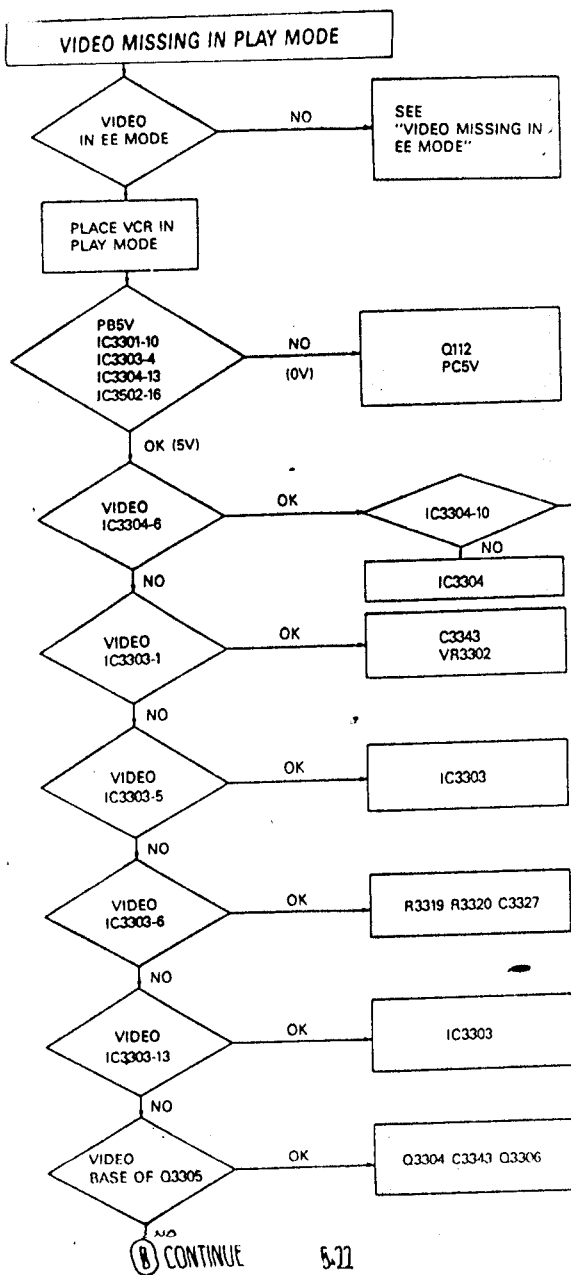 VIDEO MISSING IN PLAY MODE
VIDEO
IN EE MODE
NO
SEE
"VIDEO MISSING IN
EE MODE"
PLACE VCR IN
PLAY MODE
PB5V
IC3301-10
IC3303-4
IC3304-13
IC3502-16
NO
(0V)
Q112
PC5V
OK (5V)
VIDEO
IC3304-6
OK
IC3304-10
NO
IC3304
NO
VIDEO
IC3303-1
OK
C3343
VR3302
NO
VIDEO
IC3303-5
OK
IC3303
NO
VIDEO
IC3303-6
OK
R3319 R3320 C3327
NO
VIDEO
IC3303-13
OK
IC3303
NO
VIDEO
BASE OF Q3305
OK
Q3304 C3343 Q3306
NO
B CONTINUE
5-22